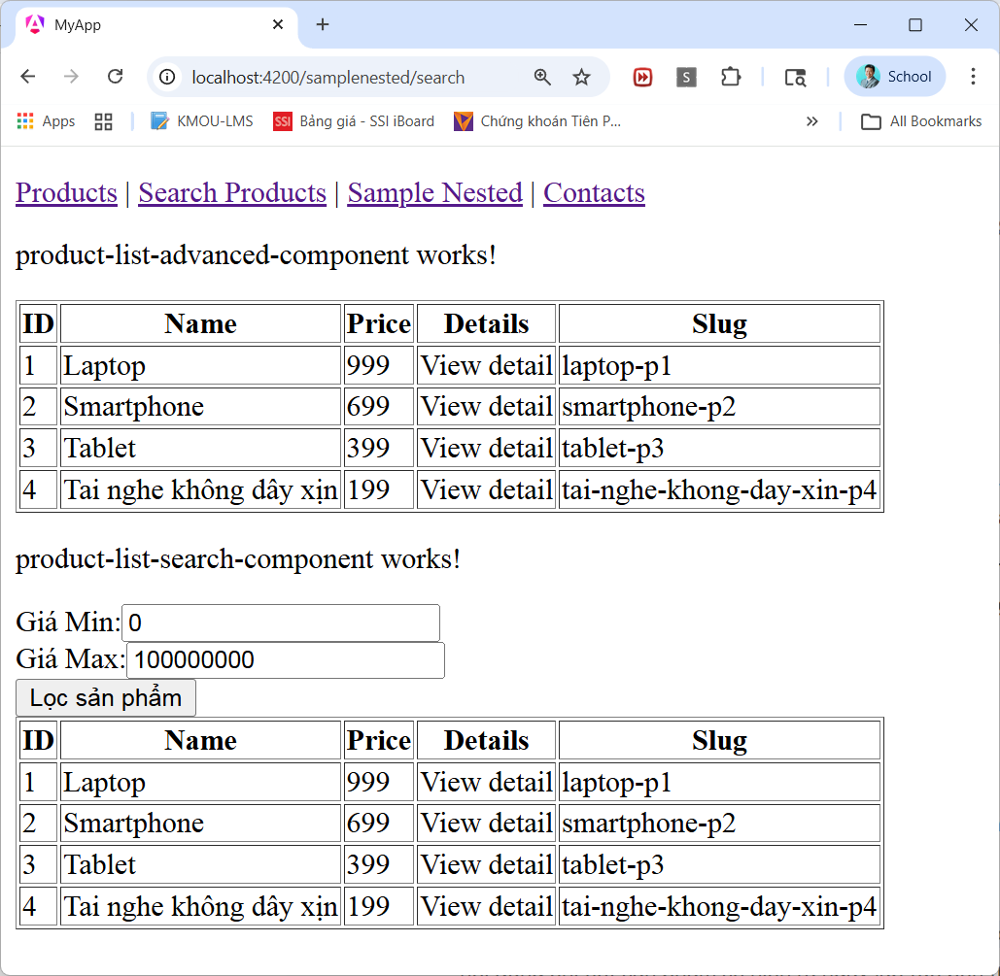 MyApp
localhost:4200/samplenested/search
S
School
Apps
KMOU-LMS
SSI
Bảng giá - SSI iBoard
Chứng khoán Tiên P...
All Bookmarks
Products | Search Products | Sample Nested | Contacts
product-list-advanced-component works!
ID Name Price Details Slug
1 Laptop 999 View detail laptop-p1
2 Smartphone 699 View detail smartphone-p2
3 Tablet 399 View detail tablet-p3
4 Tai nghe không dây xịn 199 View detail tai-nghe-khong-day-xin-p4
product-list-search-component works!
Giá Min: 0
Giá Max: 100000000
Lọc sản phẩm
ID Name Price Details Slug
1 Laptop 999 View detail laptop-p1
2 Smartphone 699 View detail smartphone-p2
3 Tablet 399 View detail tablet-p3
4 Tai nghe không dây xịn 199 View detail tai-nghe-khong-day-xin-p4